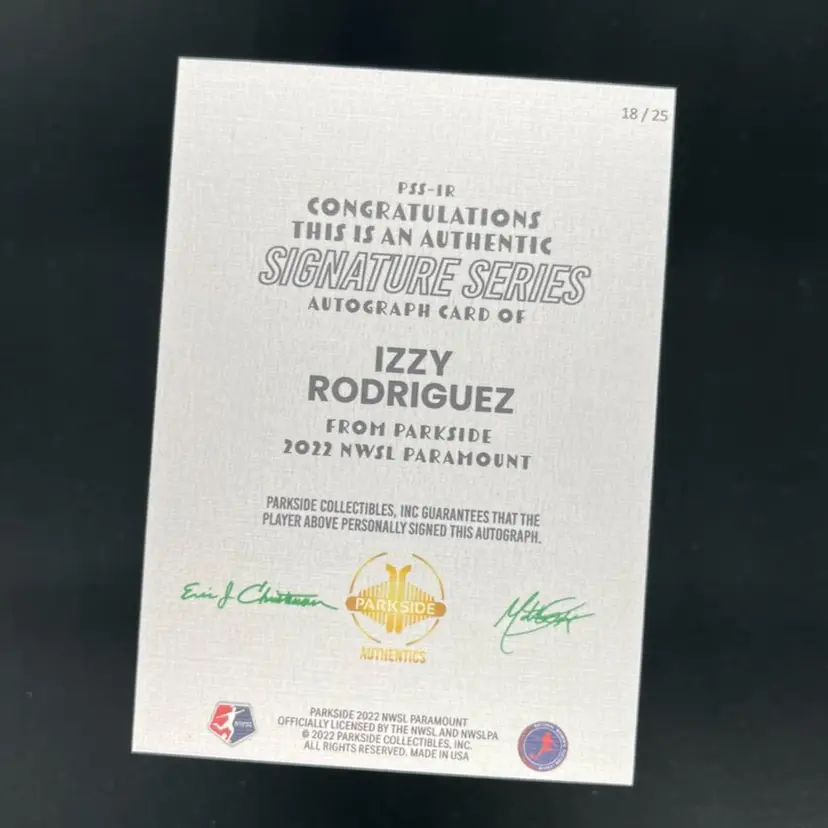 18 / 25
PSS-IR
CONGRATULATIONS
THIS IS AN AUTHENTIC
SIGNATURE SERIES
AUTOGRAPH CARD OF
IZZY
RODRIGUEZ
FROM PARKSIDE
2022 NWSL PARAMOUNT
PARKSIDE COLLECTIBLES, INC GUARANTEES THAT THE
PLAYER ABOVE PERSONALLY SIGNED THIS AUTOGRAPH.
Eric J
PARKSIDE
AUTHENTICS
NWSL
PARKSIDE 2022 NWSL PARAMOUNT
OFFICIALLY LICENSED BY THE NWSL AND NWSLPA
© 2022 PARKSIDE COLLECTIBLES, INC.
ALL RIGHTS RESERVED. MADE IN USA